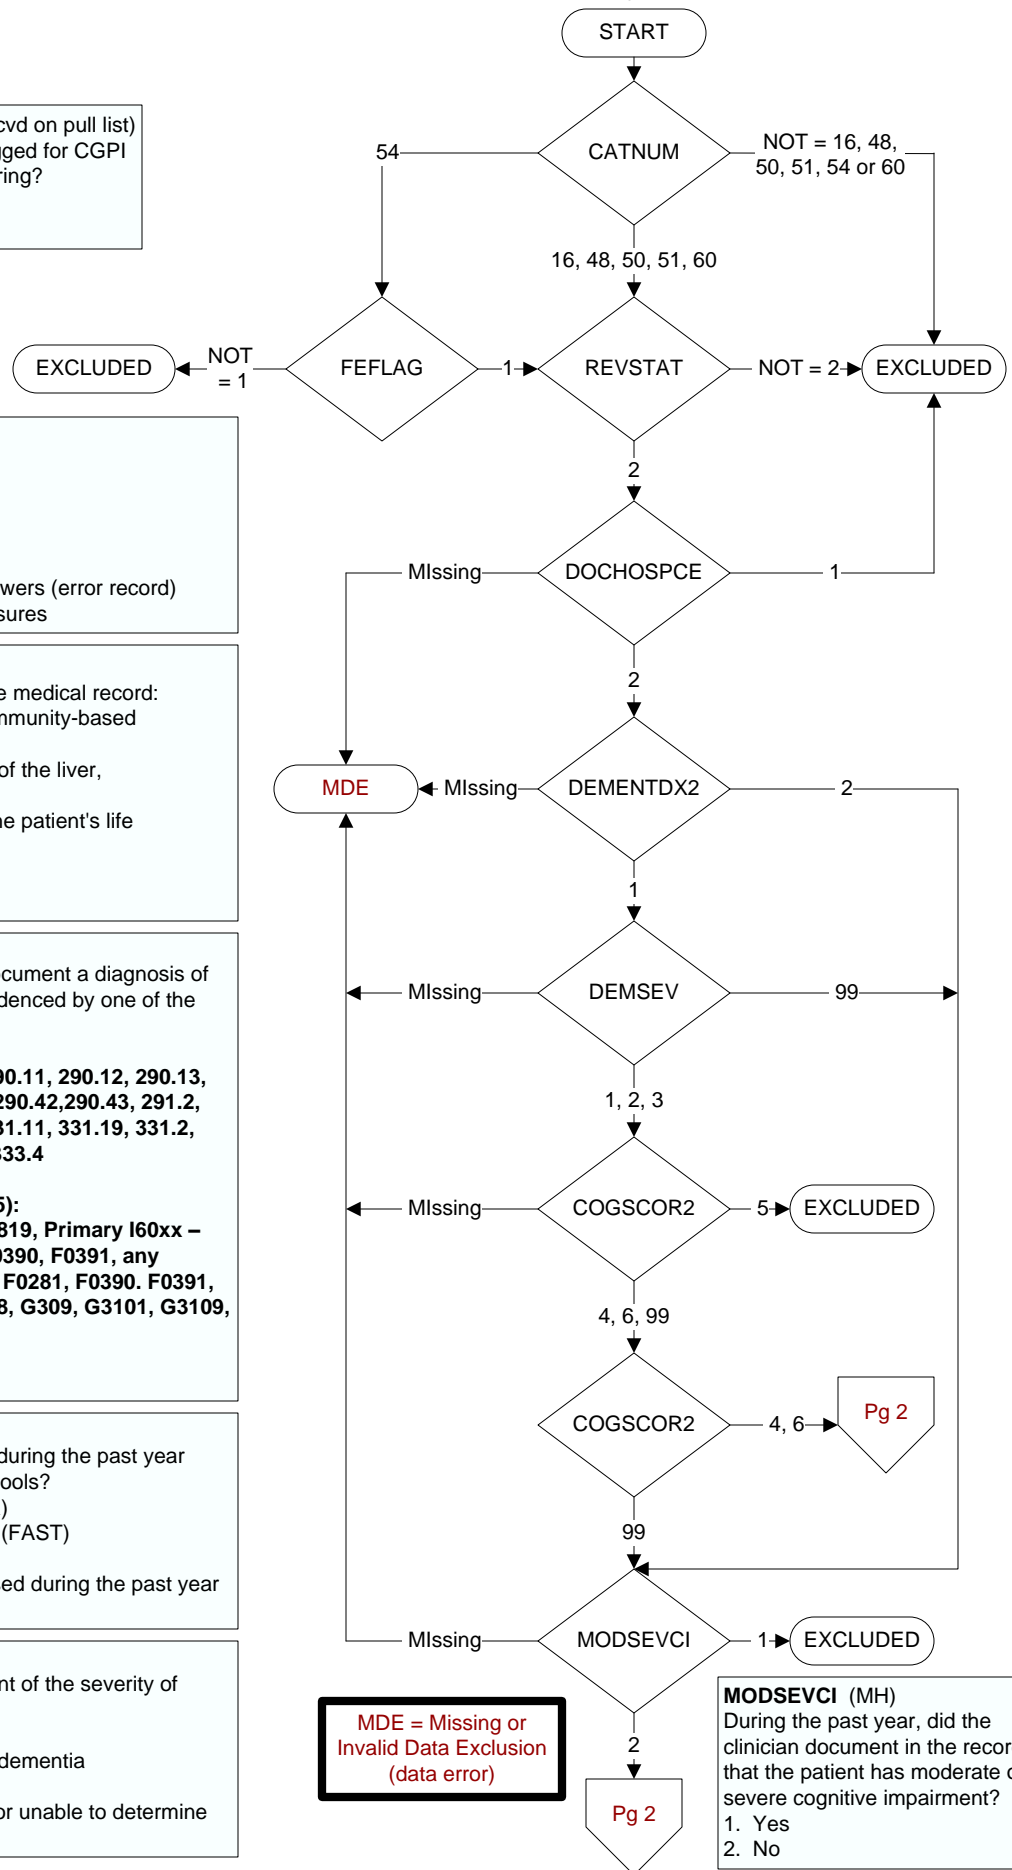 START
cvd on pull list)
gged for CGPI
ring?
54
CATNUM
NOT = 16, 48,
50, 51, 54 or 60
16, 48, 50, 51, 60
EXCLUDED
NOT
= 1
FEFLAG
1
REVSTAT
NOT = 2
EXCLUDED
2
wers (error record)
sures
MIssing
DOCHOSPCE
1
2
e medical record:
mmunity-based
of the liver,
he patient's life
MDE
MIssing
DEMENTDX2
2
1
ocument a diagnosis of
denced by one of the
90.11, 290.12, 290.13,
290.42,290.43, 291.2,
31.11, 331.19, 331.2,
333.4
5):
819, Primary I60xx –
0390, F0391, any
F0281, F0390. F0391,
8, G309, G3101, G3109,
MIssing
DEMSEV
99
1, 2, 3
MIssing
COGSCOR2
5
EXCLUDED
4, 6, 99
COGSCOR2
4, 6
Pg 2
99
during the past year
ools?
)
(FAST)
sed during the past year
MIssing
MODSEVCI
1
EXCLUDED
2
nt of the severity of
dementia
or unable to determine
MDE = Missing or
Invalid Data Exclusion
(data error)
Pg 2
MODSEVCI (MH)
During the past year, did the
clinician document in the recor
that the patient has moderate o
severe cognitive impairment?
1. Yes
2. No